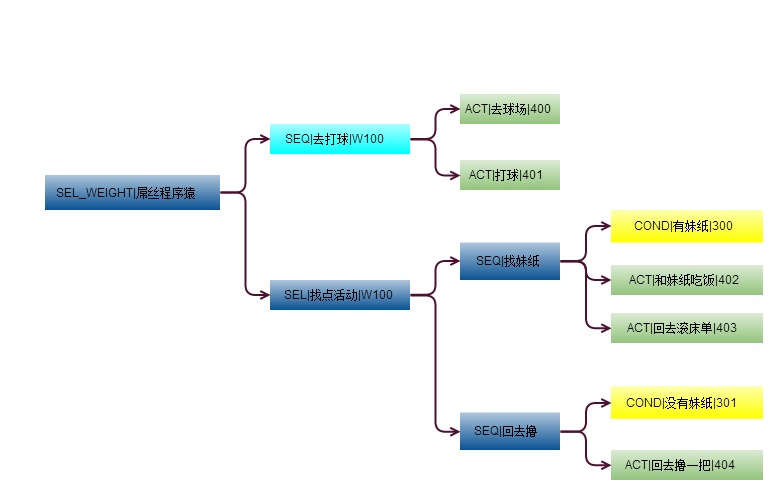 SEL_WEIGHT|屌丝程序猿
SEQ|去打球|W100
ACT|去球场|400
ACT|打球|401
SEL|找点活动|W100
SEQ|找妹纸
COND|有妹纸|300
ACT|和妹纸吃饭|402
ACT|回去滚床单|403
SEQ|回去撸
COND|没有妹纸|301
ACT|回去撸一把|404